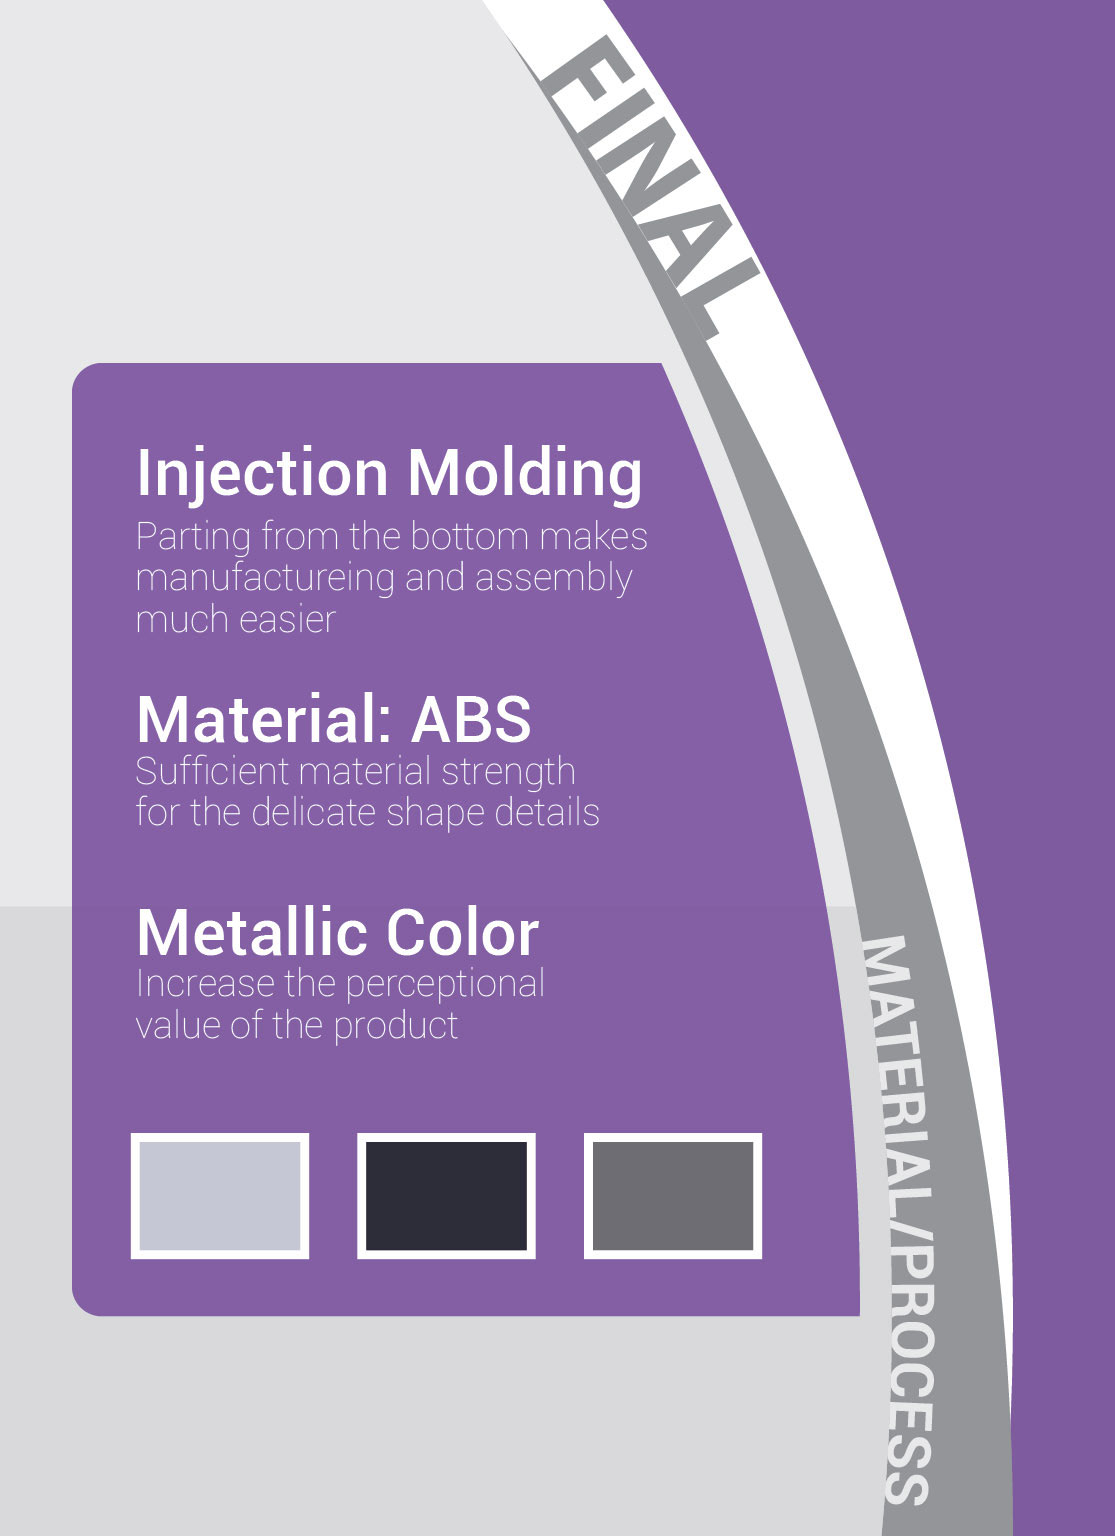 FINAL
Injection Molding
Parting from the bottom makes
manufactureing and assembly
much easier
Material: ABS
Sufficient material strength
for the delicate shape details
Metallic Color
Increase the perceptional
value of the product
MATERIAL/PROCESS